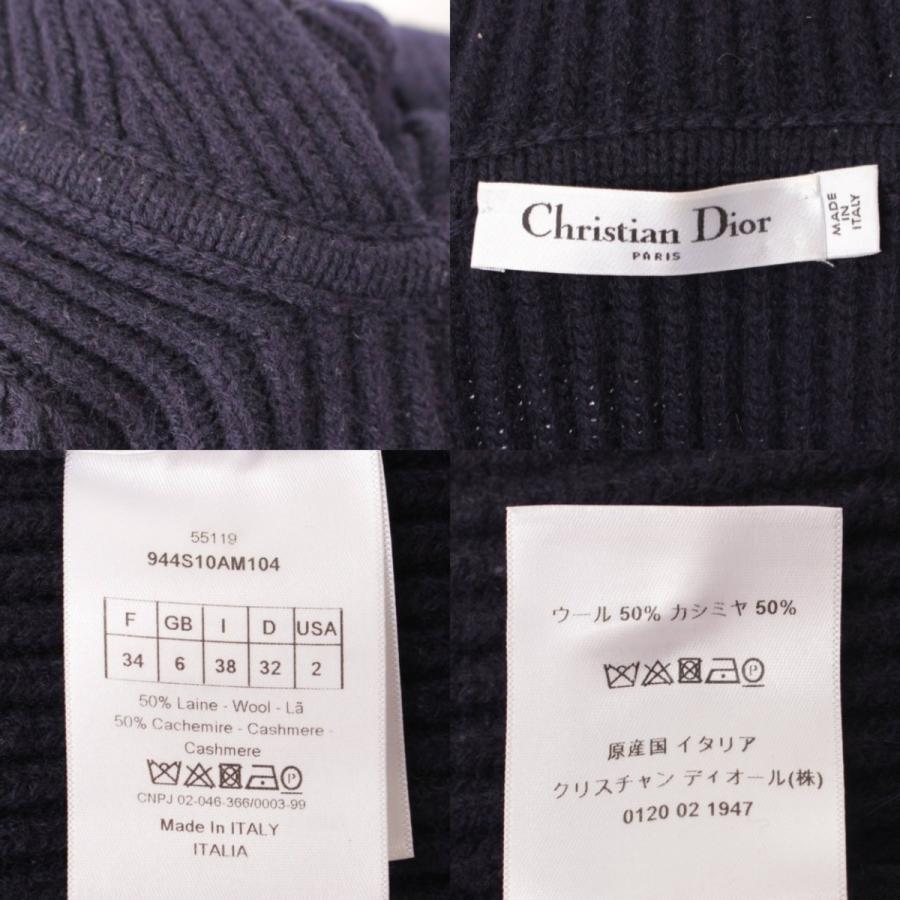 Christian Dior
PARIS
MADE
IN
ITALY
55119
944S10AM104
F GB I D USA
34 6 38 32 2
50% Laine - Wool - Lã
50% Cachemire - Cashmere -
Cashmere
CNPJ 02-046-366/0003-99
Made In ITALY
ITALIA
ウール 50% カシミヤ 50%
P
原産国 イタリア
クリスチャン ディオール(株)
0120 02 1947